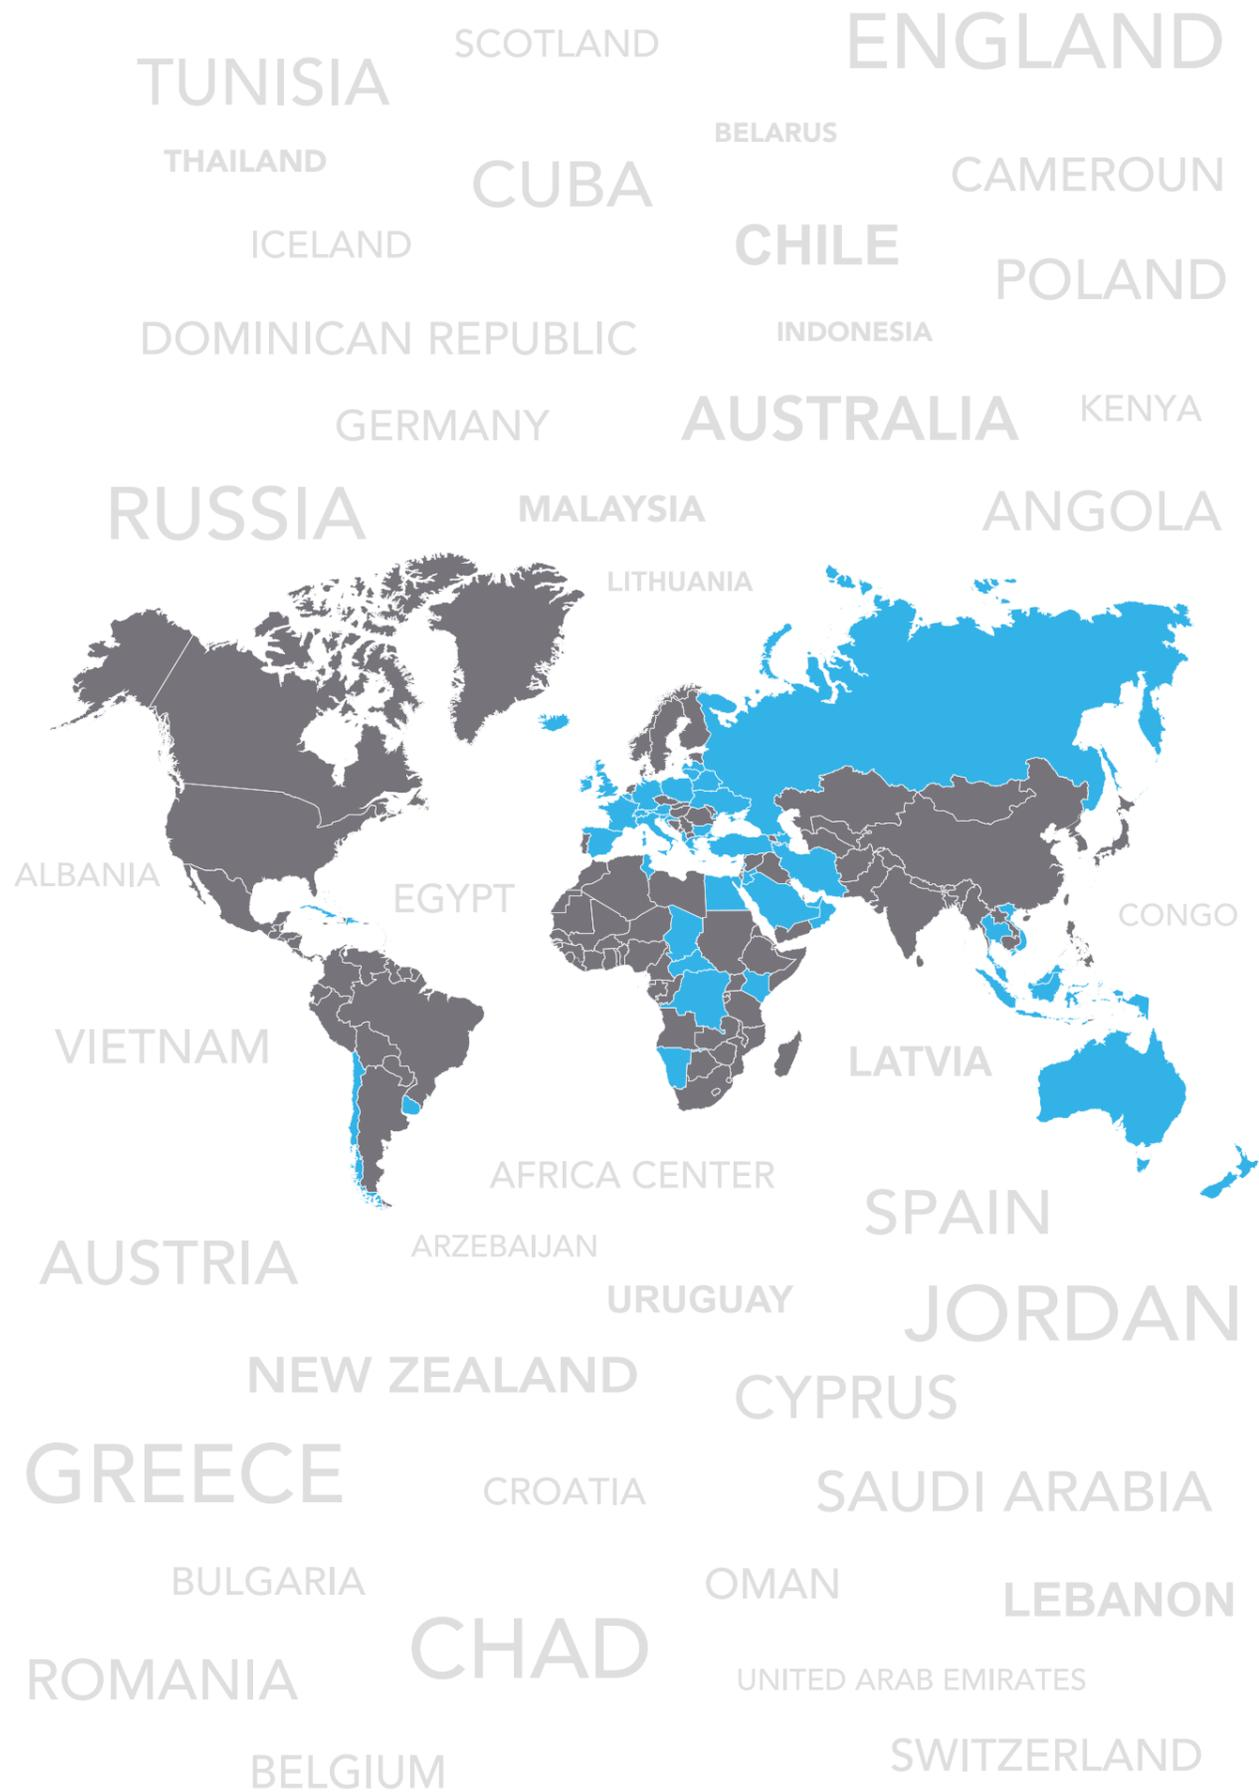 SCOTLAND
ENGLAND
TUNISIA
BELARUS
THAILAND
CUBA
CAMEROUN
ICELAND
CHILE
POLAND
DOMINICAN REPUBLIC
INDONESIA
GERMANY
AUSTRALIA
KENYA
RUSSIA
MALAYSIA
ANGOLA
LITHUANIA
ALBANIA
EGYPT
CONGO
VIETNAM
LATVIA
AFRICA CENTER
SPAIN
AUSTRIA
ARZEBAIJAN
URUGUAY
JORDAN
NEW ZEALAND
CYPRUS
GREECE
CROATIA
SAUDI ARABIA
BULGARIA
OMAN
LEBANON
CHAD
ROMANIA
UNITED ARAB EMIRATES
SWITZERLAND
BELGIUM